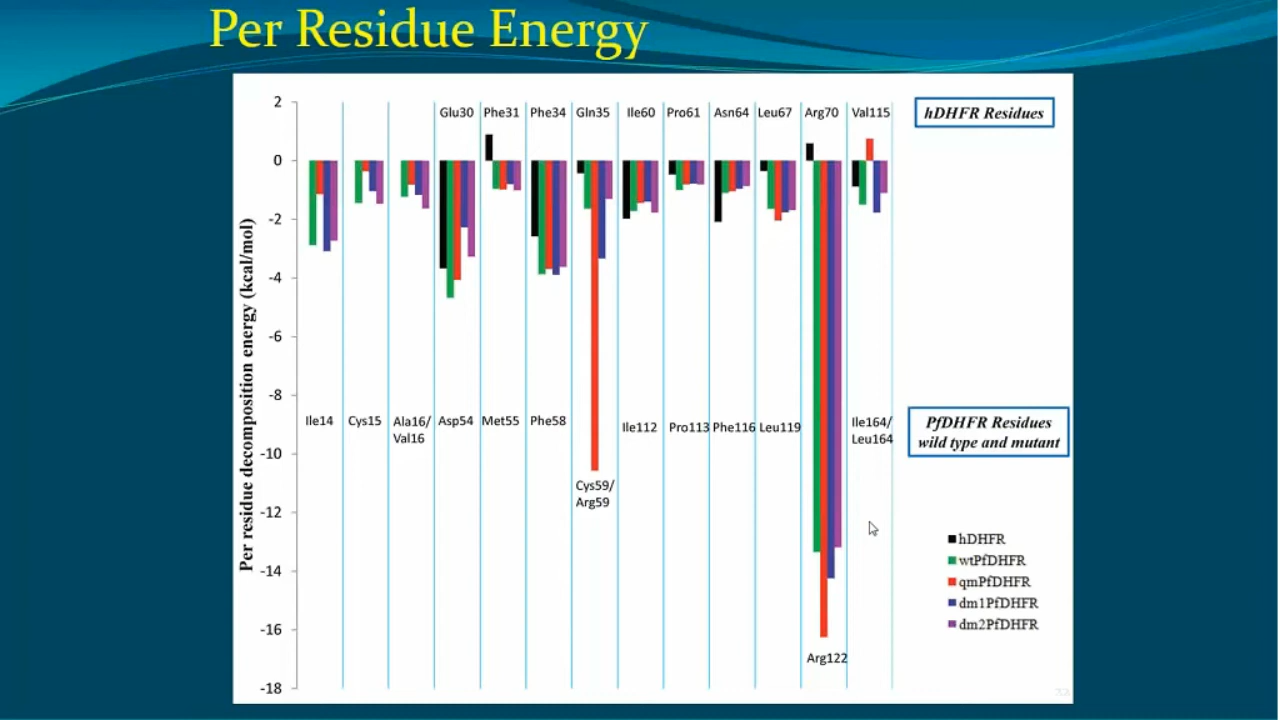 Per Residue Energy
Per residue decomposition energy (kcal/mol)
2
0
-2
-4
-6
-8
-10
-12
-14
-16
-18
Glu30 Phe31 Phe34 Gln35 Ile60 Pro61 Asn64 Leu67 Arg70 Val115
hDHFR Residues
Ile14 Cys15 Ala16/ Asp54 Met55 Phe58 Ile112 Pro113 Phe116 Leu119 Ile164/
Val16 Leu164
Cys59/
Arg59
Arg122
PfDHFR Residues
wild type and mutant
hDHFR
wtPfDHFR
qmPfDHFR
dm1PfDHFR
dm2PfDHFR